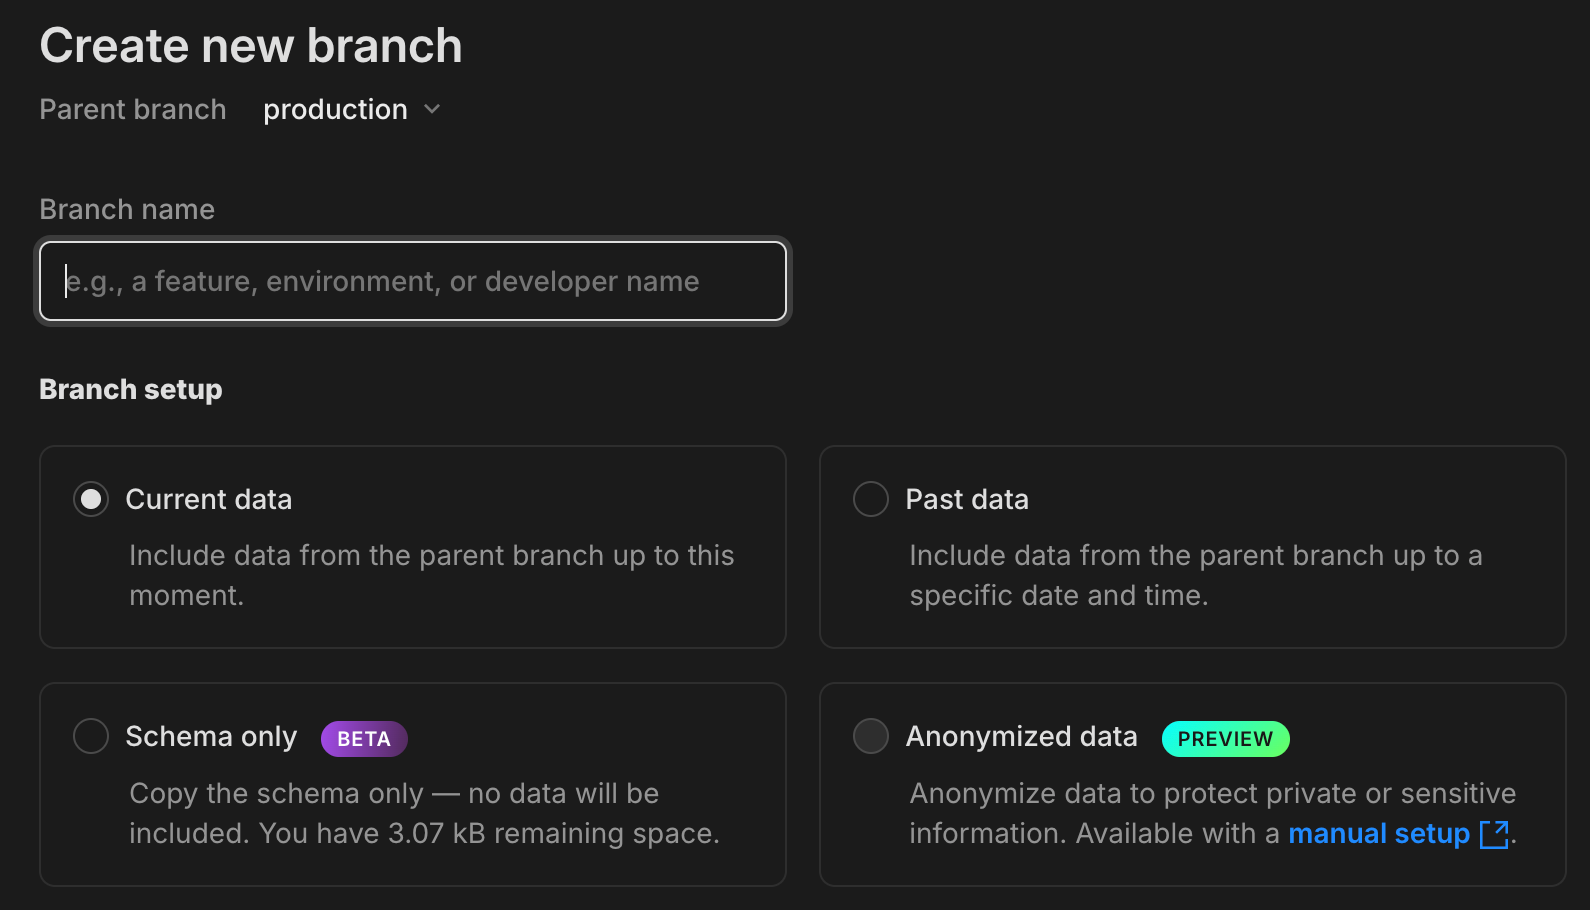 Create new branch
Parent branch production
Branch name
e.g., a feature, environment, or developer name
Branch setup
Current data
Include data from the parent branch up to this
moment.
Past data
Include data from the parent branch up to a
specific date and time.
Schema only BETA
Copy the schema only — no data will be
included. You have 3.07 kB remaining space.
Anonymized data PREVIEW
Anonymize data to protect private or sensitive
information. Available with a manual setup.